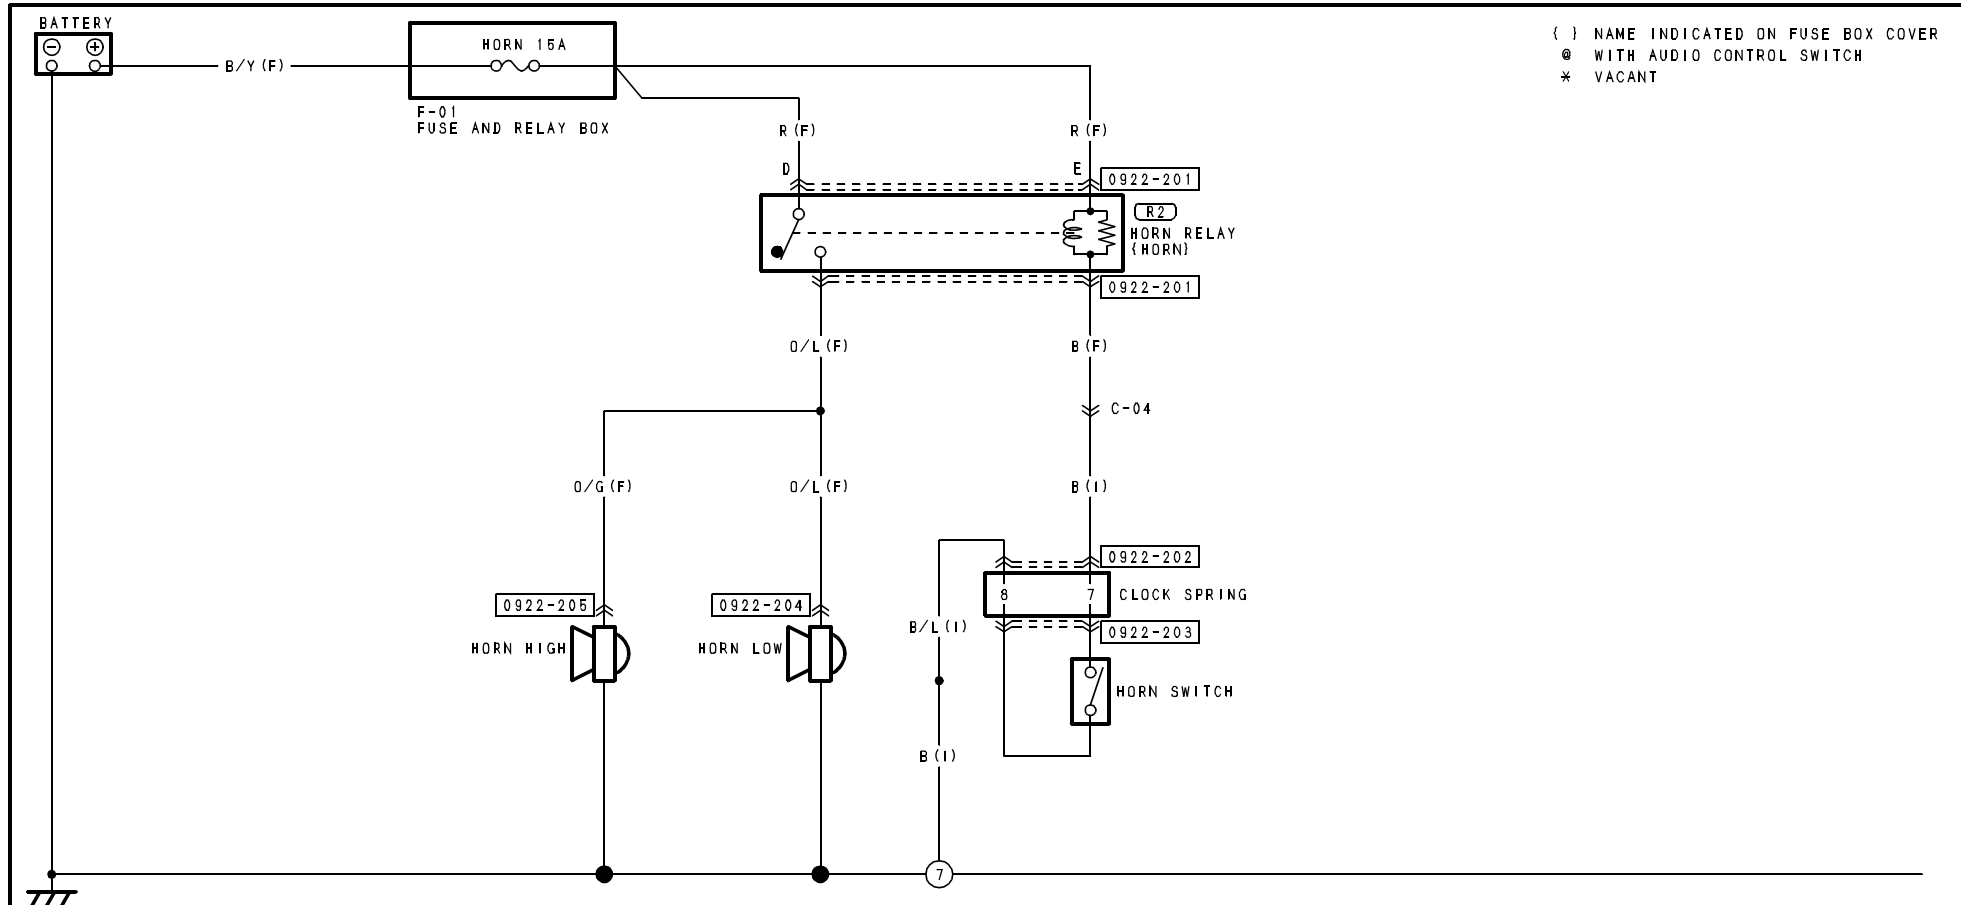 BATTERY
B/Y (F)
HORN 15A
F-01
FUSE AND RELAY BOX
{ } NAME INDICATED ON FUSE BOX COVER
@ WITH AUDIO CONTROL SWITCH
* VACANT
R (F)
R (F)
D
E
0922-201
R2
HORN RELAY
{HORN}
0922-201
O/L (F)
B (F)
C-04
O/G (F)
O/L (F)
B (I)
0922-202
8
7
CLOCK SPRING
0922-205
0922-204
B/L (I)
0922-203
HORN HIGH
HORN LOW
HORN SWITCH
B (I)
7